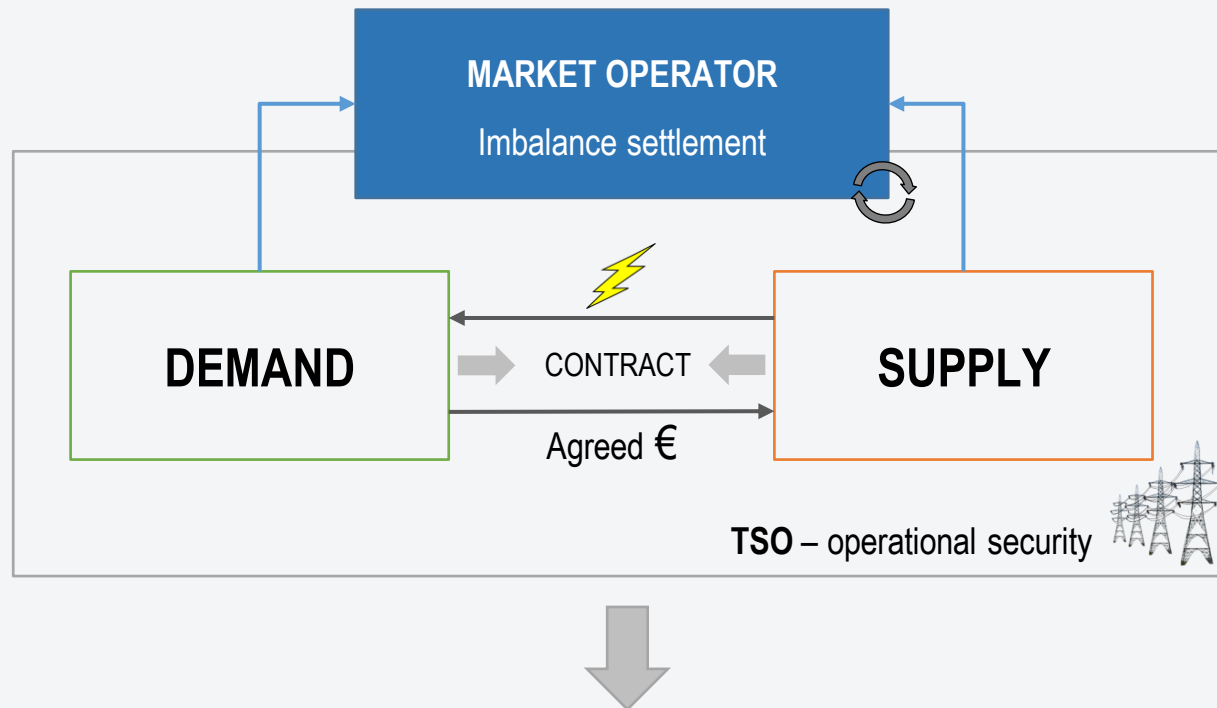 MARKET OPERATOR
Imbalance settlement
DEMAND
CONTRACT
SUPPLY
Agreed €
TSO – operational security